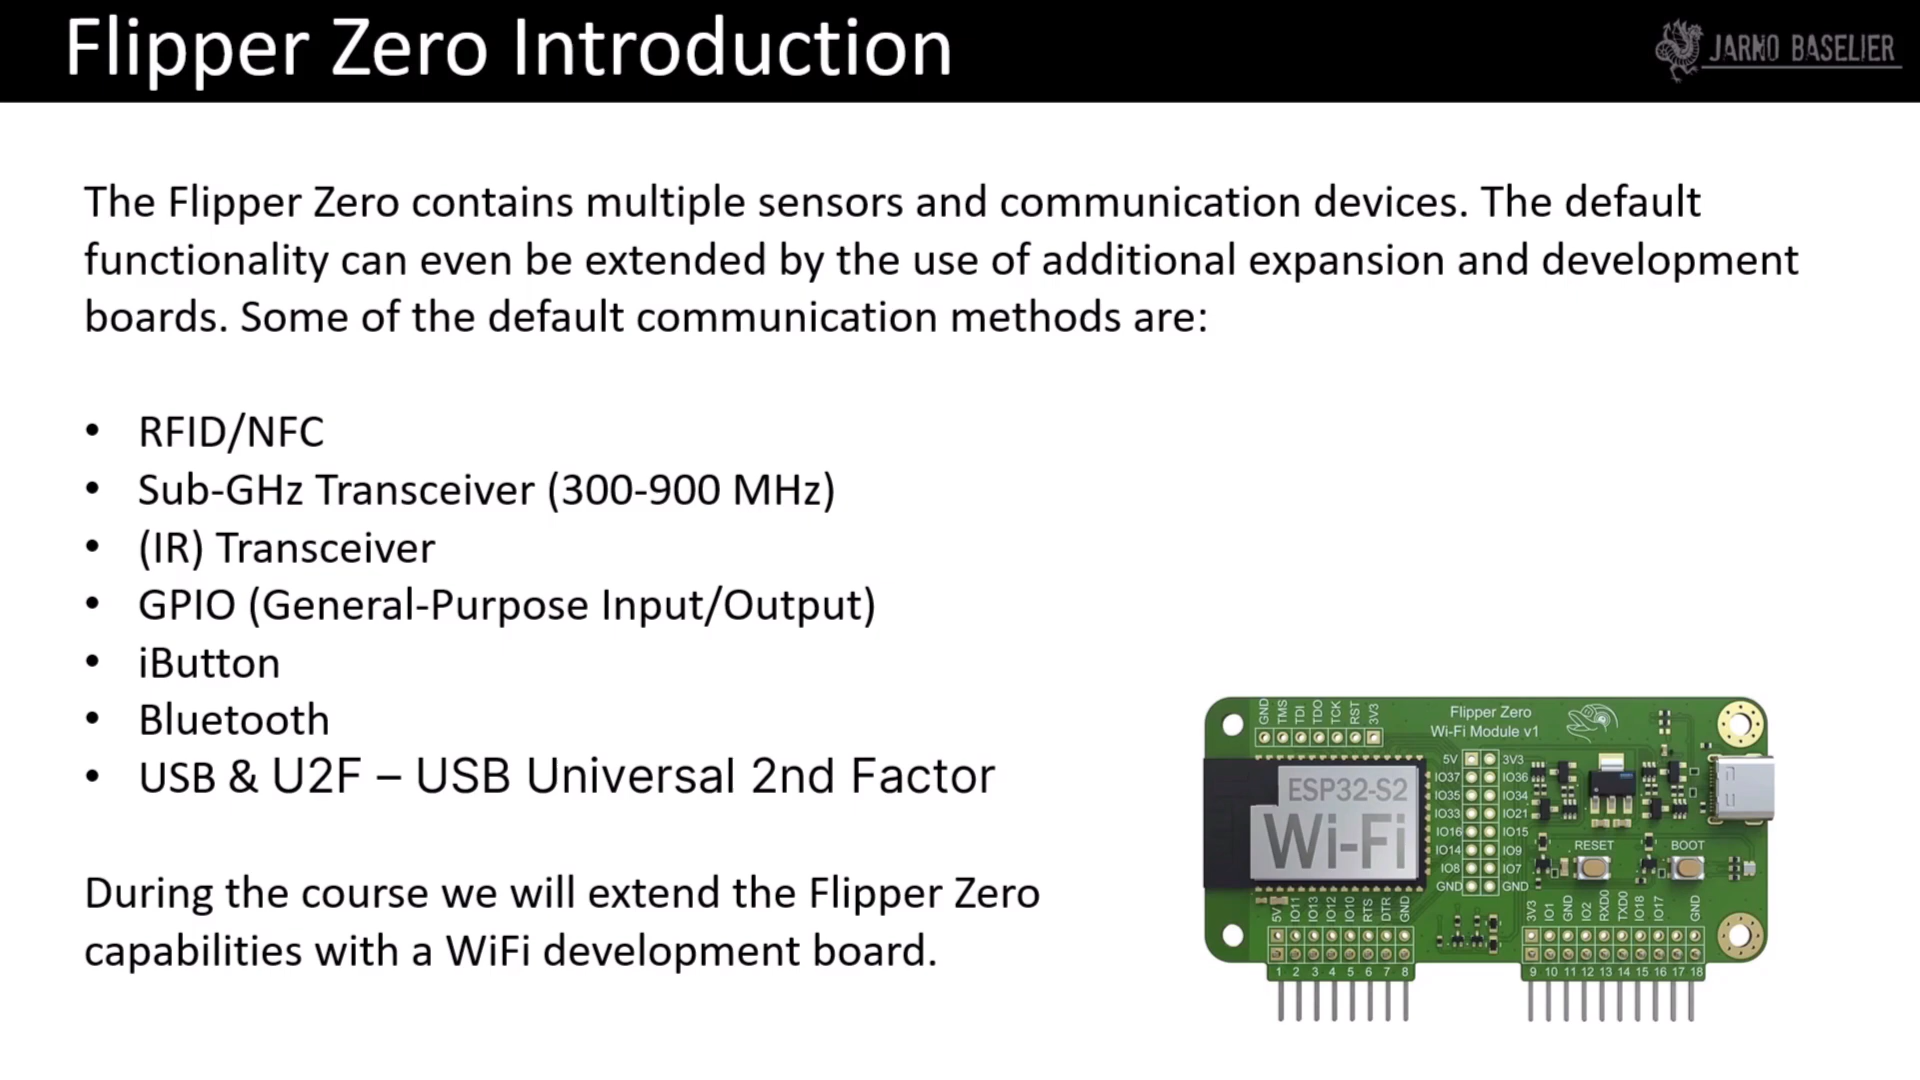 Flipper Zero Introduction
JARNO BASELIER
The Flipper Zero contains multiple sensors and communication devices. The default
functionality can even be extended by the use of additional expansion and development
boards. Some of the default communication methods are:
• RFID/NFC
• Sub-GHz Transceiver (300-900 MHz)
• (IR) Transceiver
• GPIO (General-Purpose Input/Output)
• iButton
• Bluetooth
• USB & U2F – USB Universal 2nd Factor
During the course we will extend the Flipper Zero
capabilities with a WiFi development board.
GND TMS TDI TDO TCK RST 3V3
Flipper Zero
Wi-Fi Module v1
ESP32-S2
Wi-Fi
5V 3V3
IO37 IO36
IO35 IO34
IO33 IO21
IO16 IO15
IO14 IO9
IO8 IO7
GND GND
RESET BOOT
5V IO11 IO13 IO12 IO10 RTS DTR GND
3V3 IO1 GND IO2 RXD0 TXD0 IO18 IO17 GND
1 2 3 4 5 6 7 8
9 10 11 12 13 14 15 16 17 18